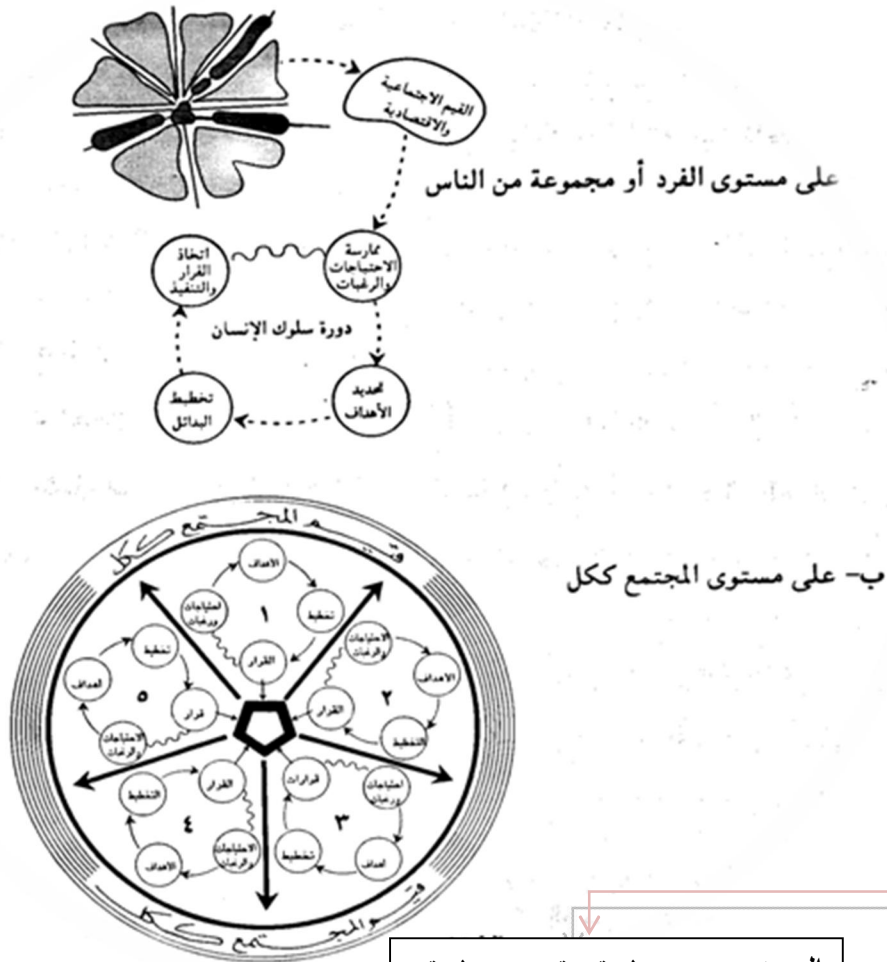 القيم الاجتماعية
والاقتصادية
على مستوى الفرد أو مجموعة من الناس
ممارسة
الاحتياجات
والرغبات
اتخاذ
القرار
والتنفيذ
دورة سلوك الإنسان
تحديد
الأهداف
تخطيط
البدائل
ب- على مستوى المجتمع ككل
قيم المجتمع ككل
الأهداف
احتياجات
ورغبات
١
تخطيط
القرار
الاحتياجات
والرغبات
الأهداف
٢
القرار
التخطيط
تخطيط
أهداف
٥
قرار
الاحتياجات
والرغبات
قرارات
احتياجات
ورغبات
٣
تخطيط
أهداف
القرار
التخطيط
٤
الاحتياجات
والرغبات
الأهداف